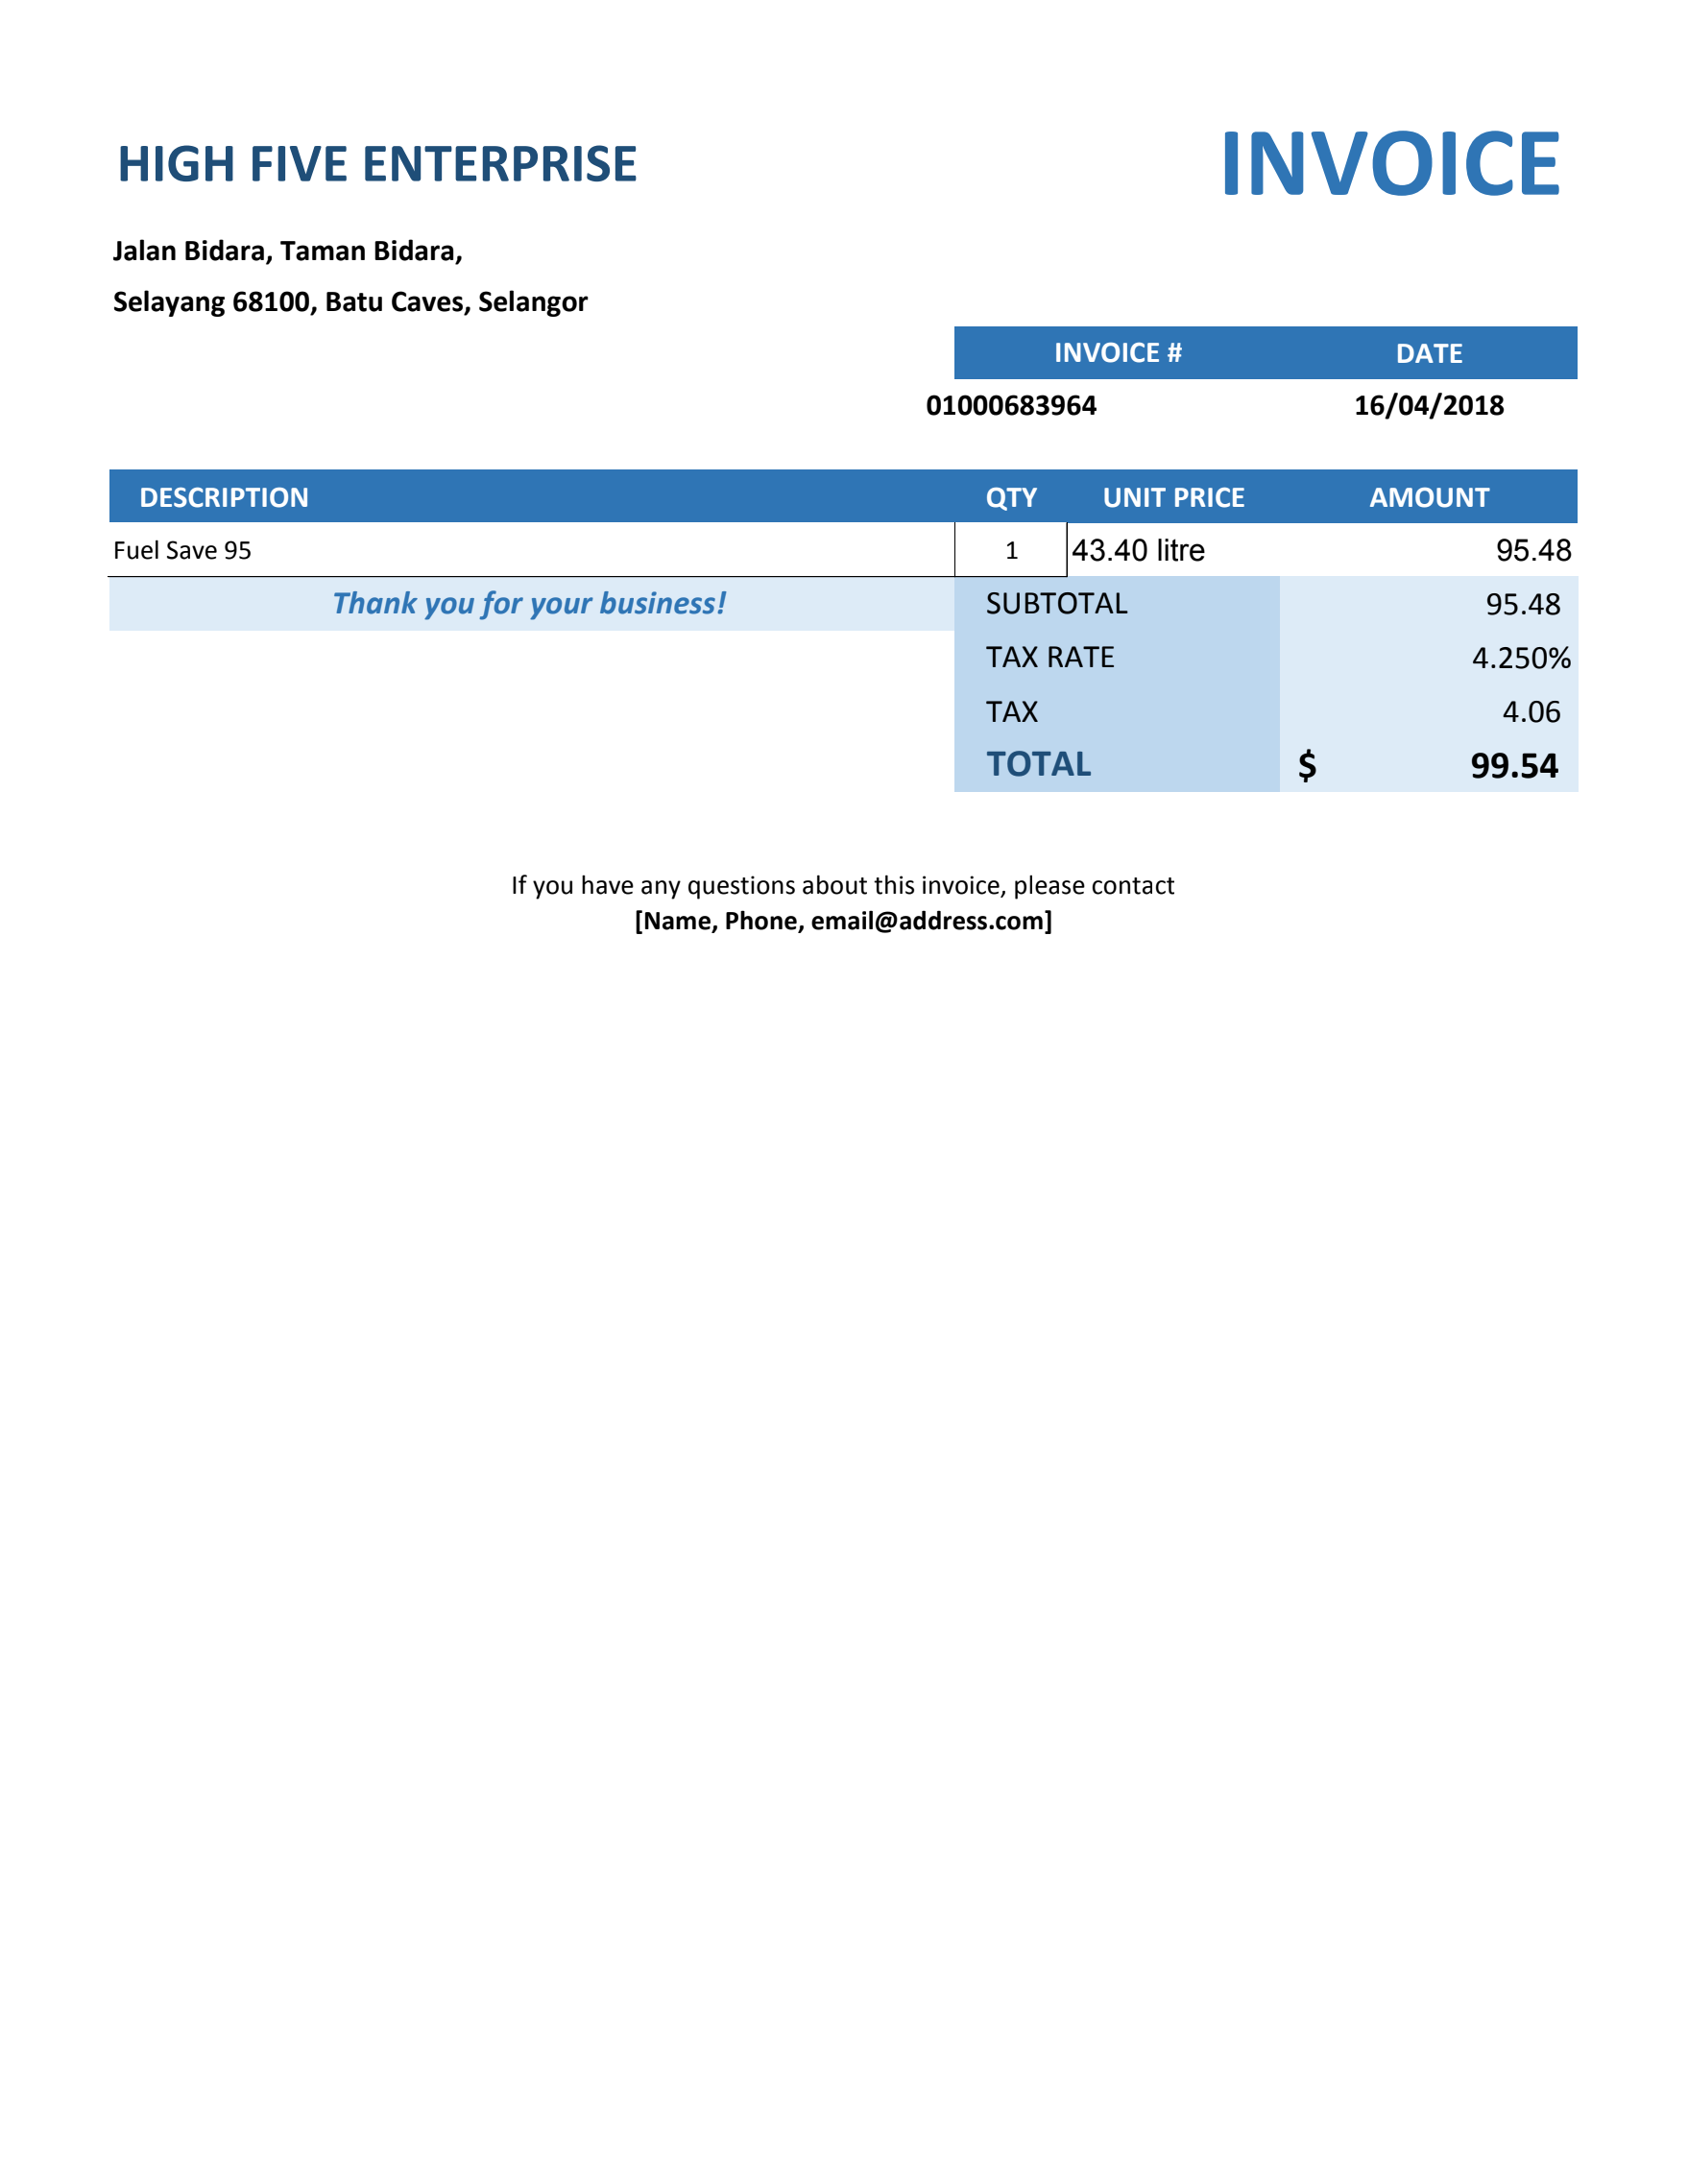 HIGH FIVE ENTERPRISE INVOICE
Jalan Bidara, Taman Bidara,
Selayang 68100, Batu Caves, Selangor
INVOICE # DATE
01000683964 16/04/2018
DESCRIPTION QTY UNIT PRICE AMOUNT
Fuel Save 95 1 43.40 litre 95.48
Thank you for your business! SUBTOTAL 95.48
TAX RATE 4.250%
TAX 4.06
TOTAL $ 99.54
If you have any questions about this invoice, please contact
[Name, Phone, email@address.com]